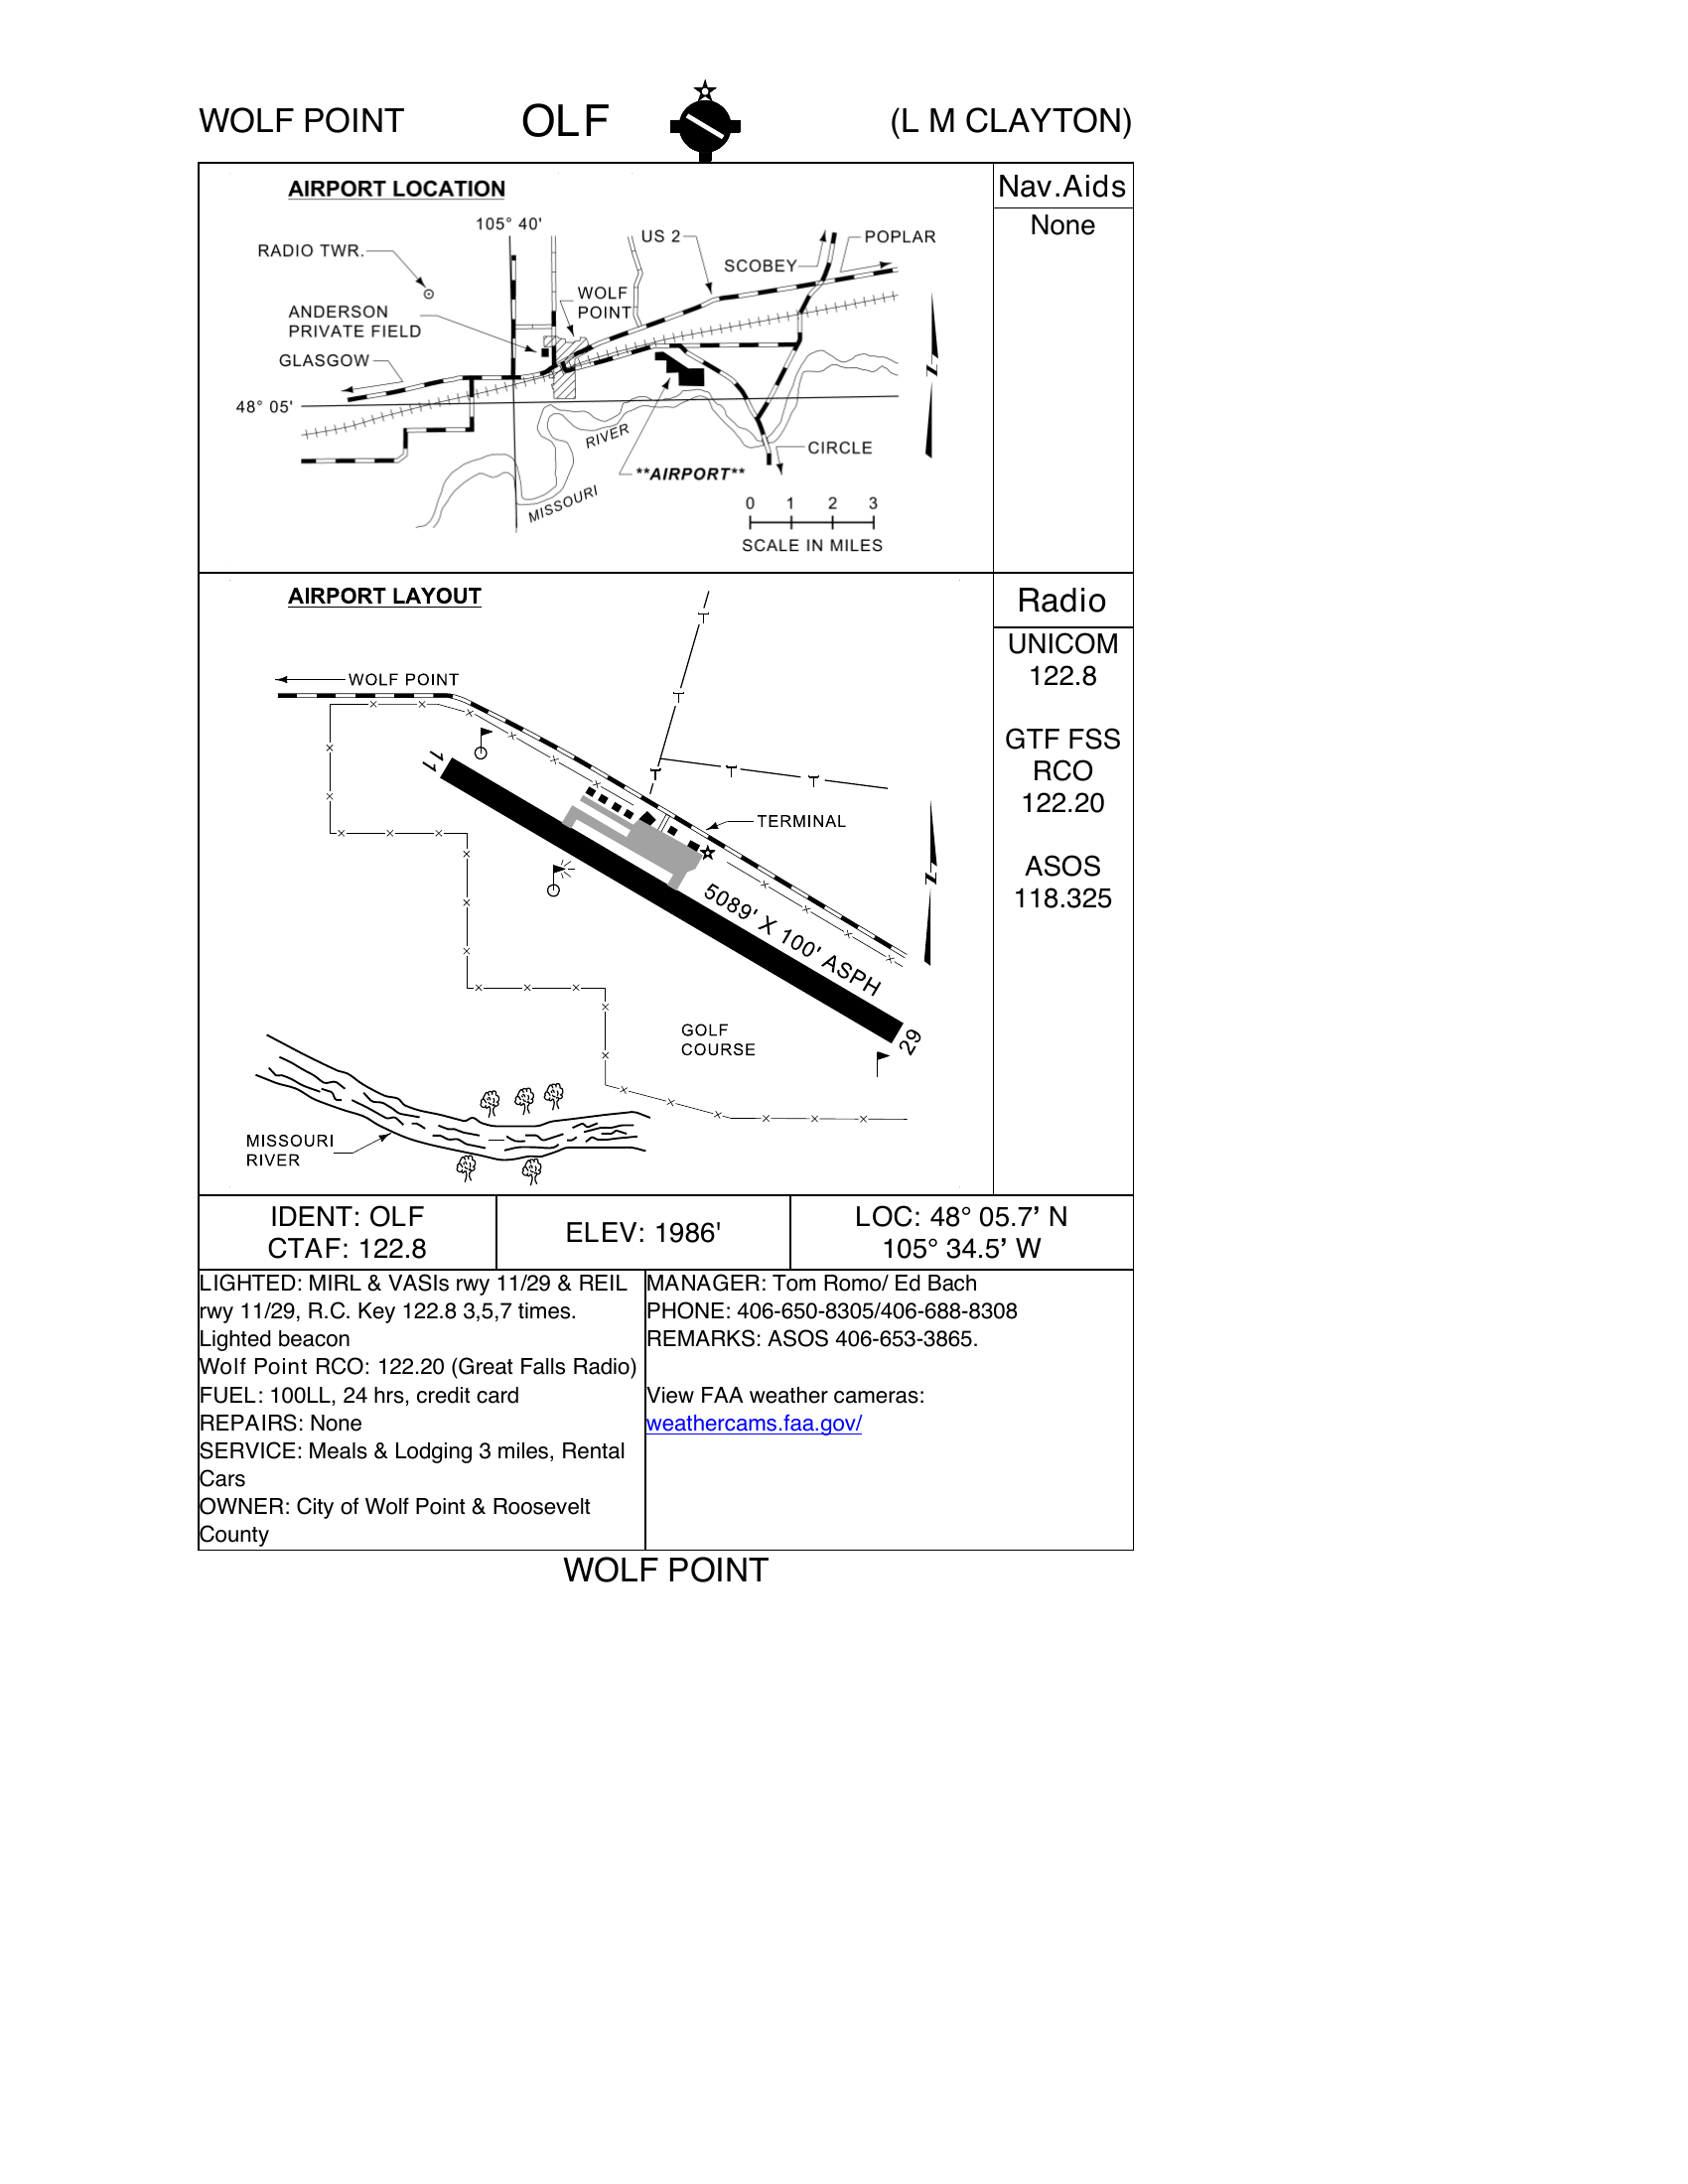 WOLF POINT OLF (L M CLAYTON)
AIRPORT LOCATION
Nav.Aids
None
105° 40'
RADIO TWR.
US 2
POPLAR
SCOBEY
ANDERSON
PRIVATE FIELD
WOLF
POINT
GLASGOW
48° 05'
RIVER
CIRCLE
**AIRPORT**
MISSOURI
N
0 1 2 3
SCALE IN MILES
AIRPORT LAYOUT
Radio
UNICOM
122.8
GTF FSS
RCO
122.20
ASOS
118.325
WOLF POINT
11
TERMINAL
5089' X 100' ASPH
N
29
GOLF
COURSE
MISSOURI
RIVER
IDENT: OLF
CTAF: 122.8
ELEV: 1986'
LOC: 48° 05.7’ N
105° 34.5’ W
LIGHTED: MIRL & VASIs rwy 11/29 & REIL
rwy 11/29, R.C. Key 122.8 3,5,7 times.
Lighted beacon
Wolf Point RCO: 122.20 (Great Falls Radio)
FUEL: 100LL, 24 hrs, credit card
REPAIRS: None
SERVICE: Meals & Lodging 3 miles, Rental
Cars
OWNER: City of Wolf Point & Roosevelt
County
MANAGER: Tom Romo/ Ed Bach
PHONE: 406-650-8305/406-688-8308
REMARKS: ASOS 406-653-3865.
View FAA weather cameras:
weathercams.faa.gov/
WOLF POINT